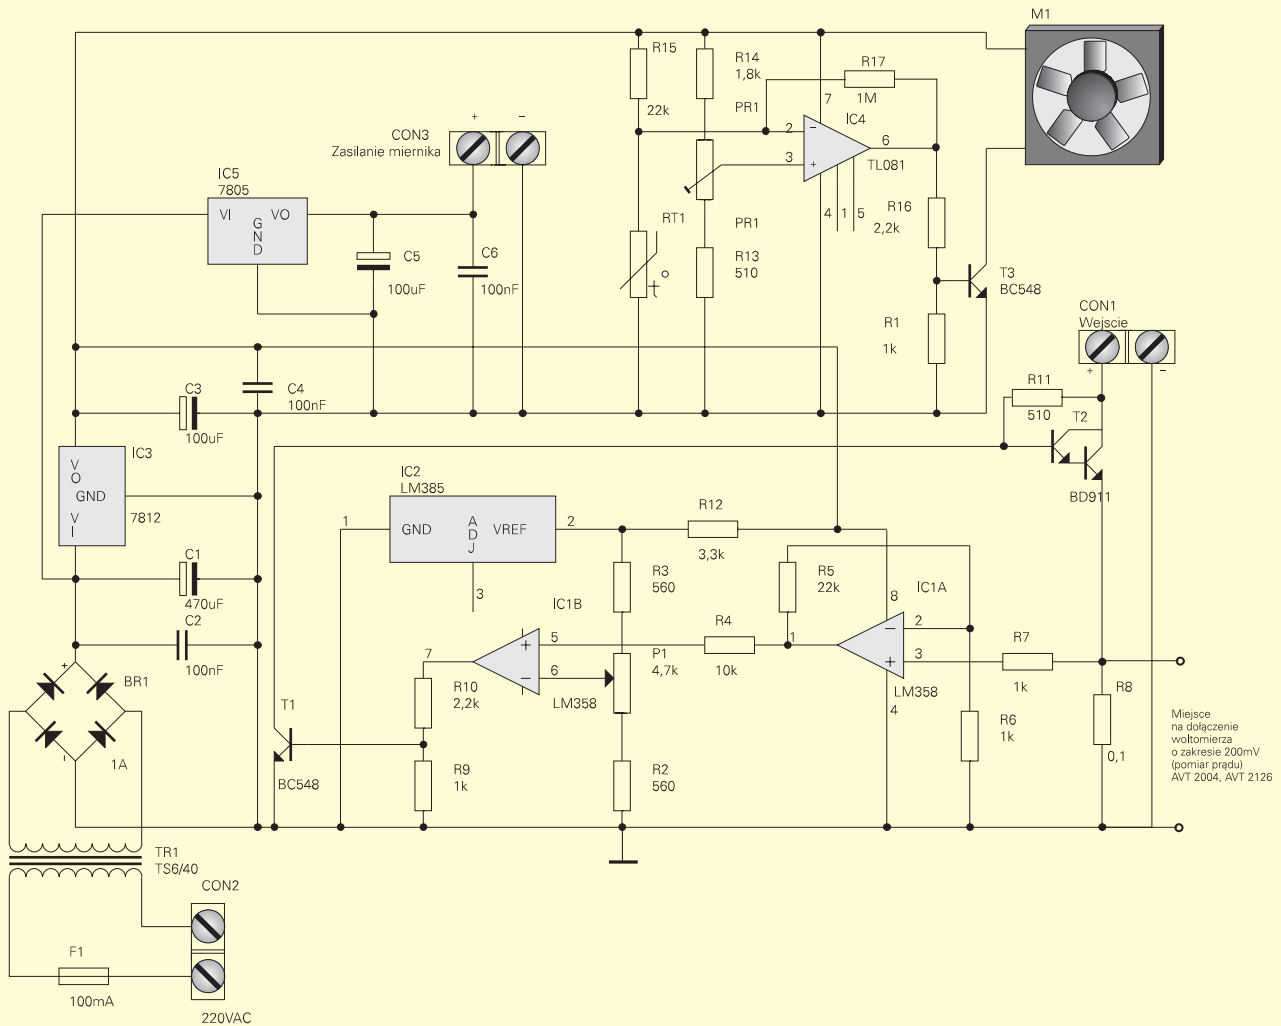 M1
R15
22k
R14
1,8k
R17
1M
PR1
7
IC4
2
-
3
+
6
TL081
4
1
5
CON3
Zasilanie miernika
+
-
IC5
7805
VI
VO
G
N
D
RT1
PR1
R16
2,2k
R13
510
T3
BC548
C5
100uF
C6
100nF
R1
1k
CON1
Wejscie
+
-
C3
100uF
C4
100nF
R11
510
T2
BD911
IC3
7812
V
O
GND
V
I
IC2
LM385
1
GND
A
D
J
VREF
2
3
R12
3,3k
C1
470uF
C2
100nF
R3
560
R5
22k
IC1A
8
IC1B
5
+
6
-
7
LM358
R4
10k
1
-
2
+
3
LM358
4
R7
1k
P1
4,7k
R10
2,2k
R8
0,1
+
BR1
-
1A
T1
BC548
R9
1k
R2
560
R6
1k
Miejsce
na dołączenie
woltomierza
o zakresie 200mV
(pomiar prądu)
AVT 2004, AVT 2126
TR1
TS6/40
CON2
F1
100mA
220VAC